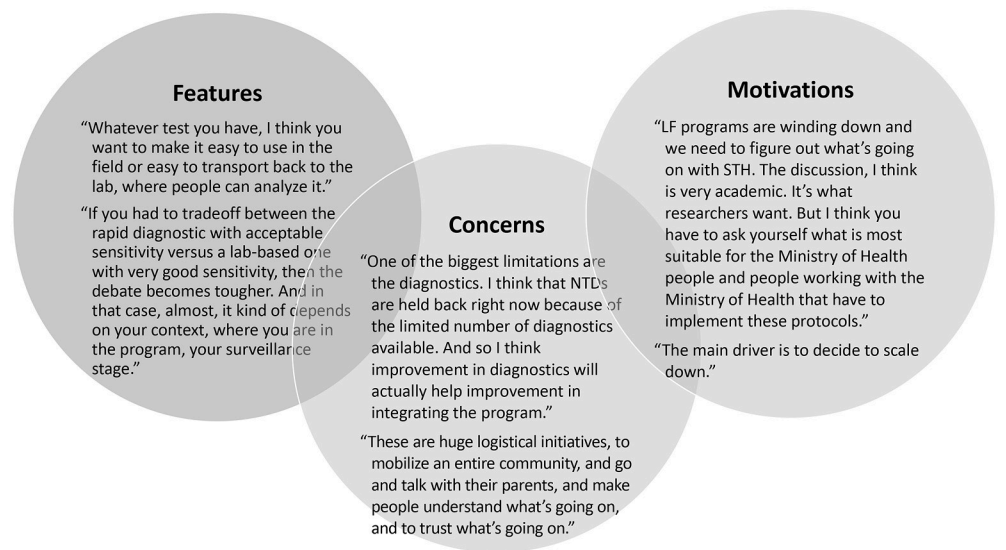 Features
“Whatever test you have, I think you
want to make it easy to use in the
field or easy to transport back to the
lab, where people can analyze it.”
“If you had to tradeoff between the
rapid diagnostic with acceptable
sensitivity versus a lab-based one
with very good sensitivity, then the
debate becomes tougher. And in
that case, almost, it kind of depends
on your context, where you are in
the program, your surveillance
stage.”
Concerns
“One of the biggest limitations are
the diagnostics. I think that NTDs
are held back right now because of
the limited number of diagnostics
available. And so I think
improvement in diagnostics will
actually help improvement in
integrating the program.”
“These are huge logistical initiatives, to
mobilize an entire community, and go
and talk with their parents, and make
people understand what’s going on,
and to trust what’s going on.”
Motivations
“LF programs are winding down and
we need to figure out what’s going
on with STH. The discussion, I think
is very academic. It’s what
researchers want. But I think you
have to ask yourself what is most
suitable for the Ministry of Health
people and people working with the
Ministry of Health that have to
implement these protocols.”
“The main driver is to decide to scale
down.”